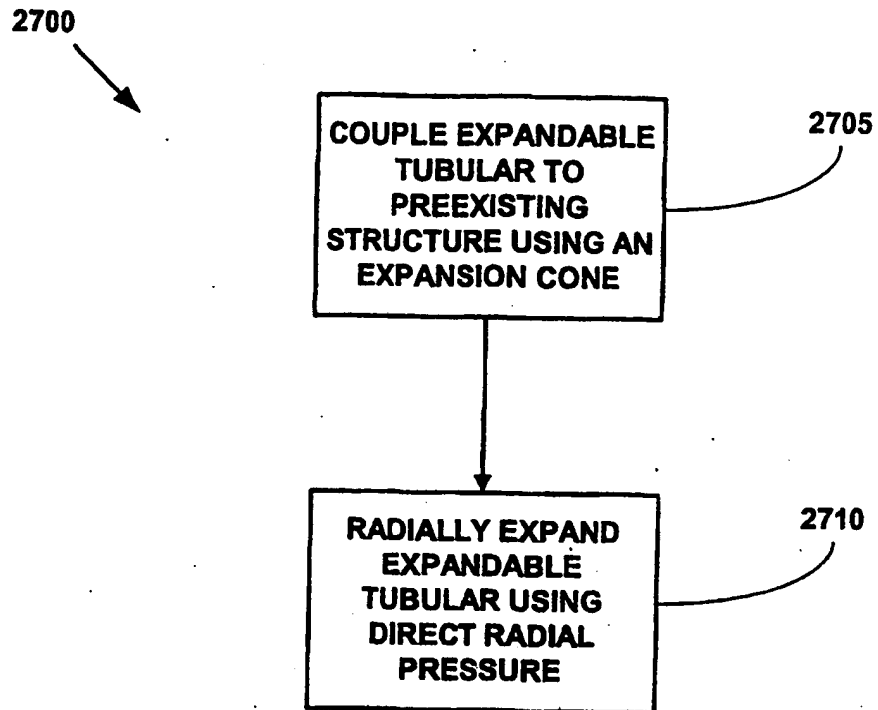 2700
COUPLE EXPANDABLE
TUBULAR TO
PREEXISTING
STRUCTURE USING AN
EXPANSION CONE
2705
RADIALLY EXPAND
EXPANDABLE
TUBULAR USING
DIRECT RADIAL
PRESSURE
2710